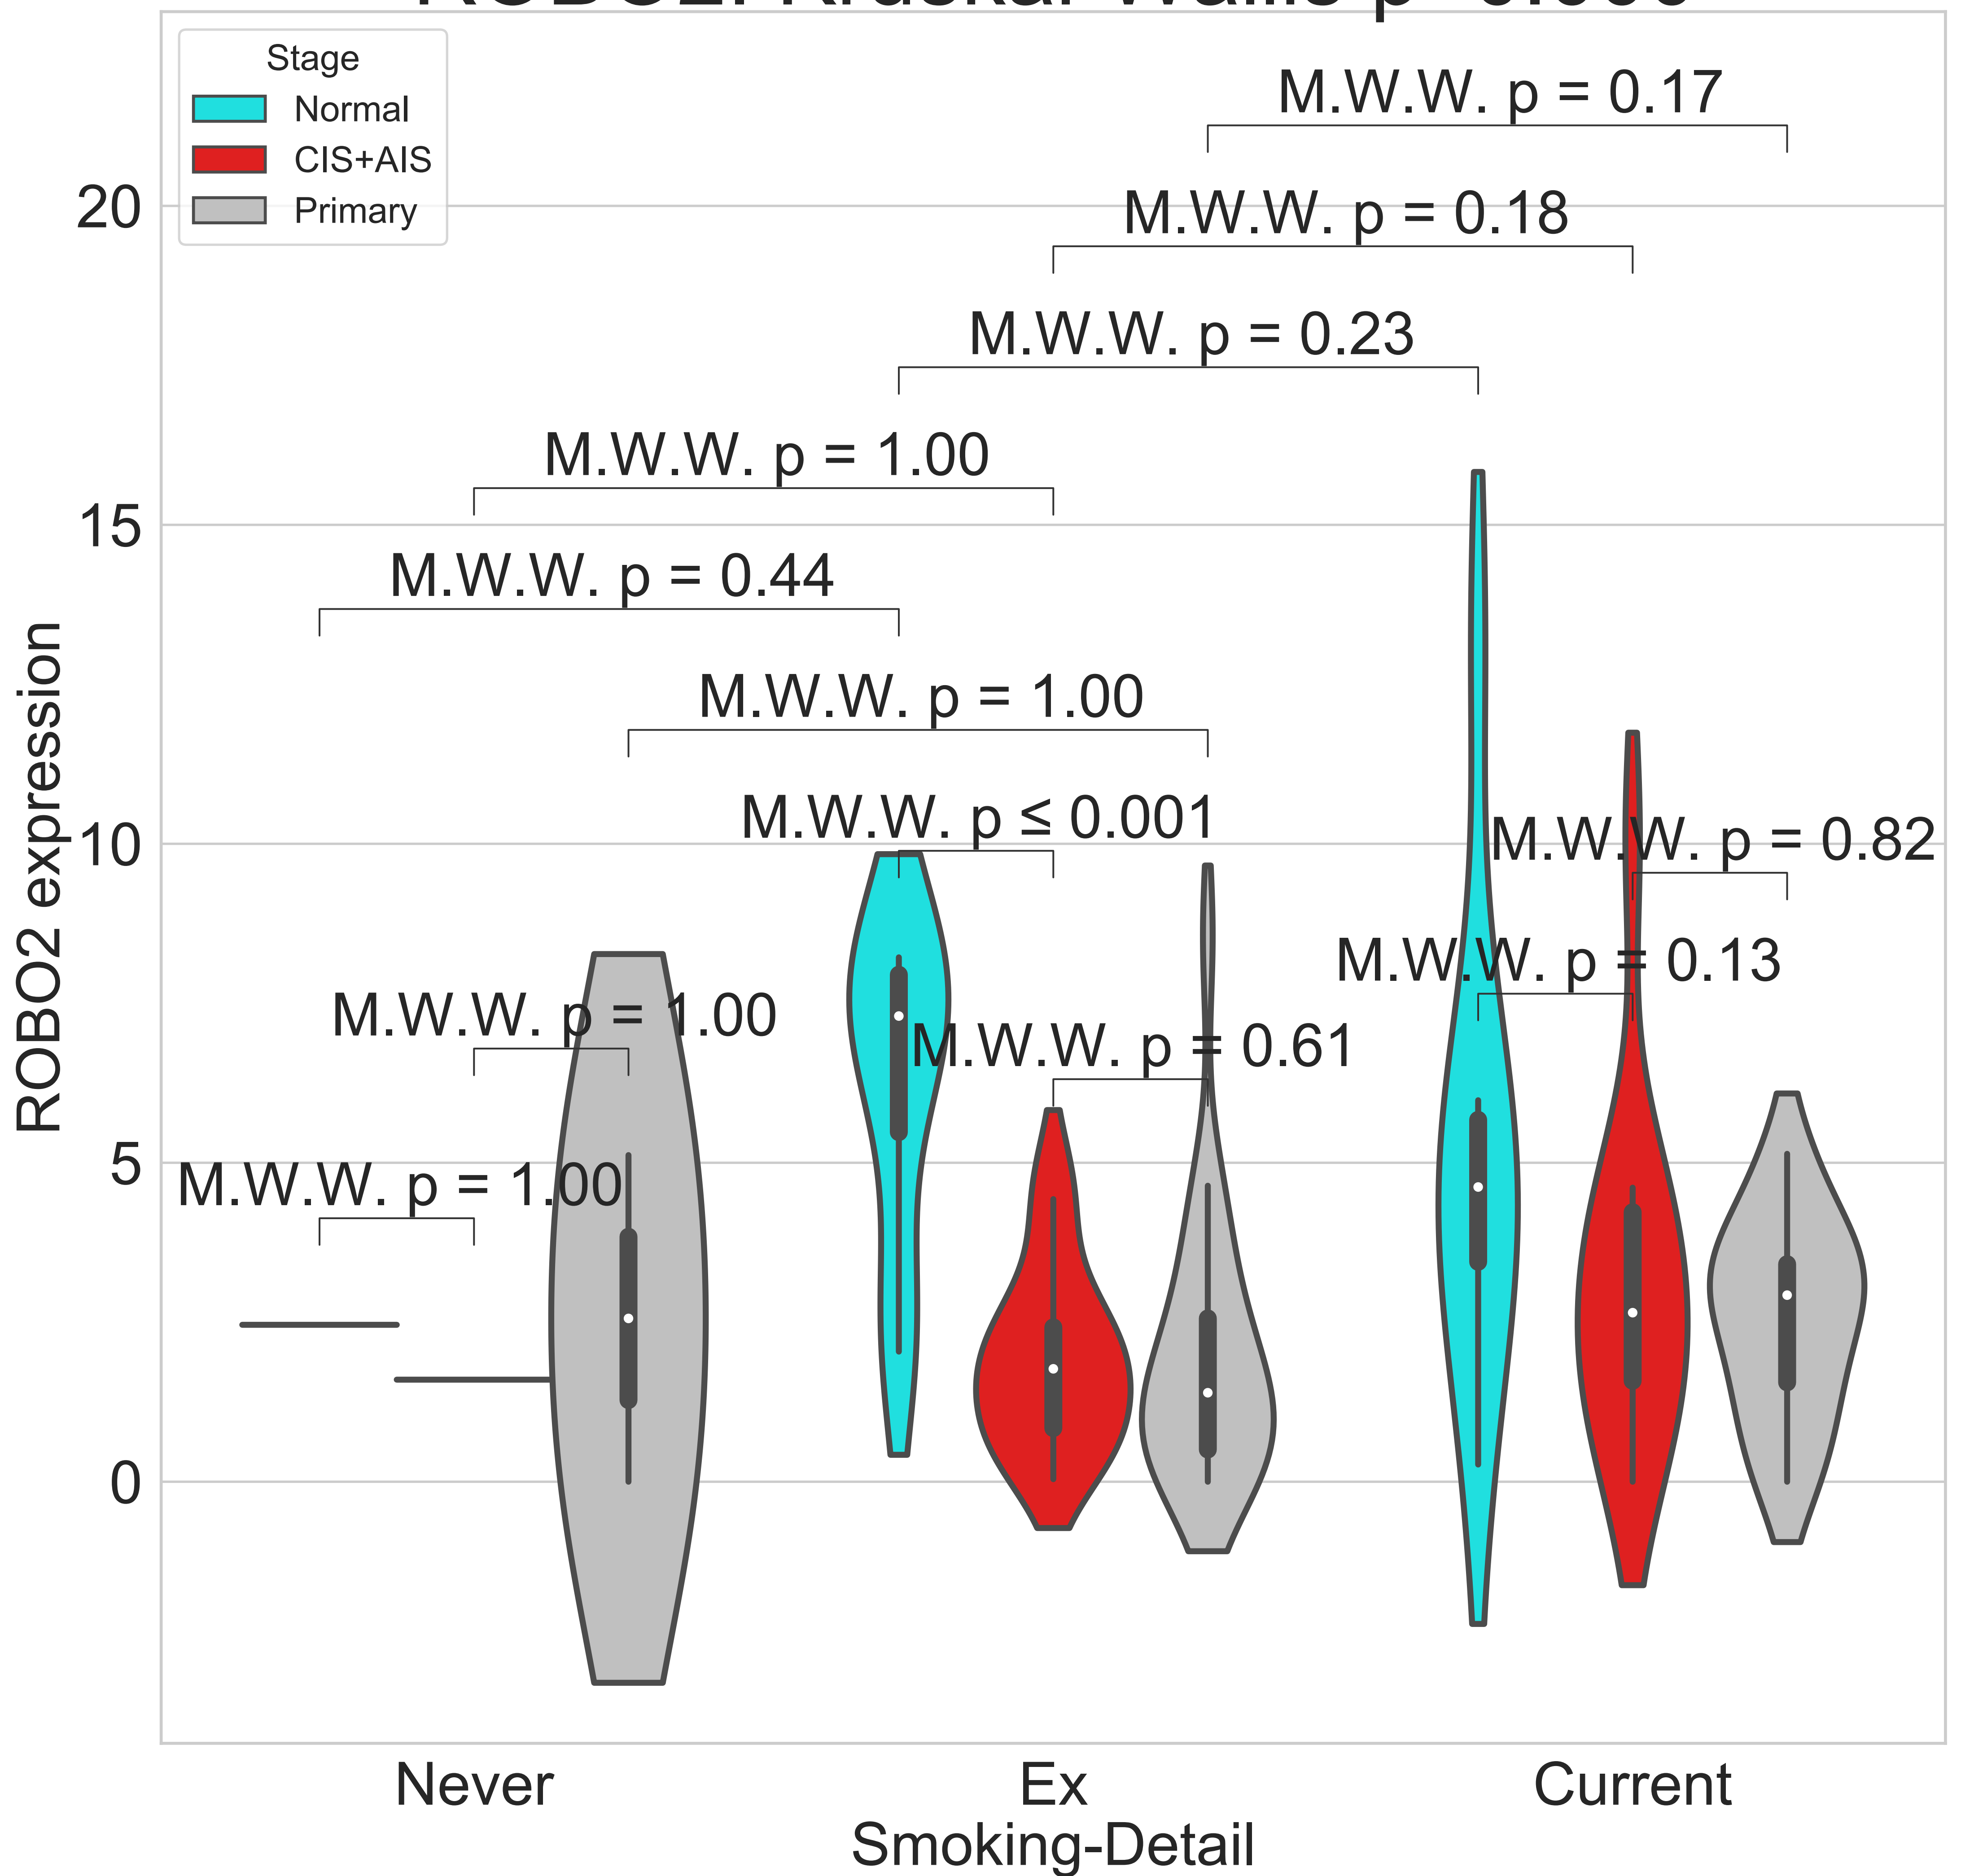 Stage
Normal
CIS+AIS
Primary
M.W.W. p = 0.17
M.W.W. p = 0.18
M.W.W. p = 0.23
M.W.W. p = 1.00
M.W.W. p = 0.44
M.W.W. p = 1.00
M.W.W. p ≤ 0.001
M.W.W. p = 0.82
M.W.W. p = 0.13
M.W.W. p = 1.00
M.W.W. p = 0.61
M.W.W. p = 1.00
20
15
10
5
0
ROBO2 expression
Never
Ex
Current
Smoking-Detail